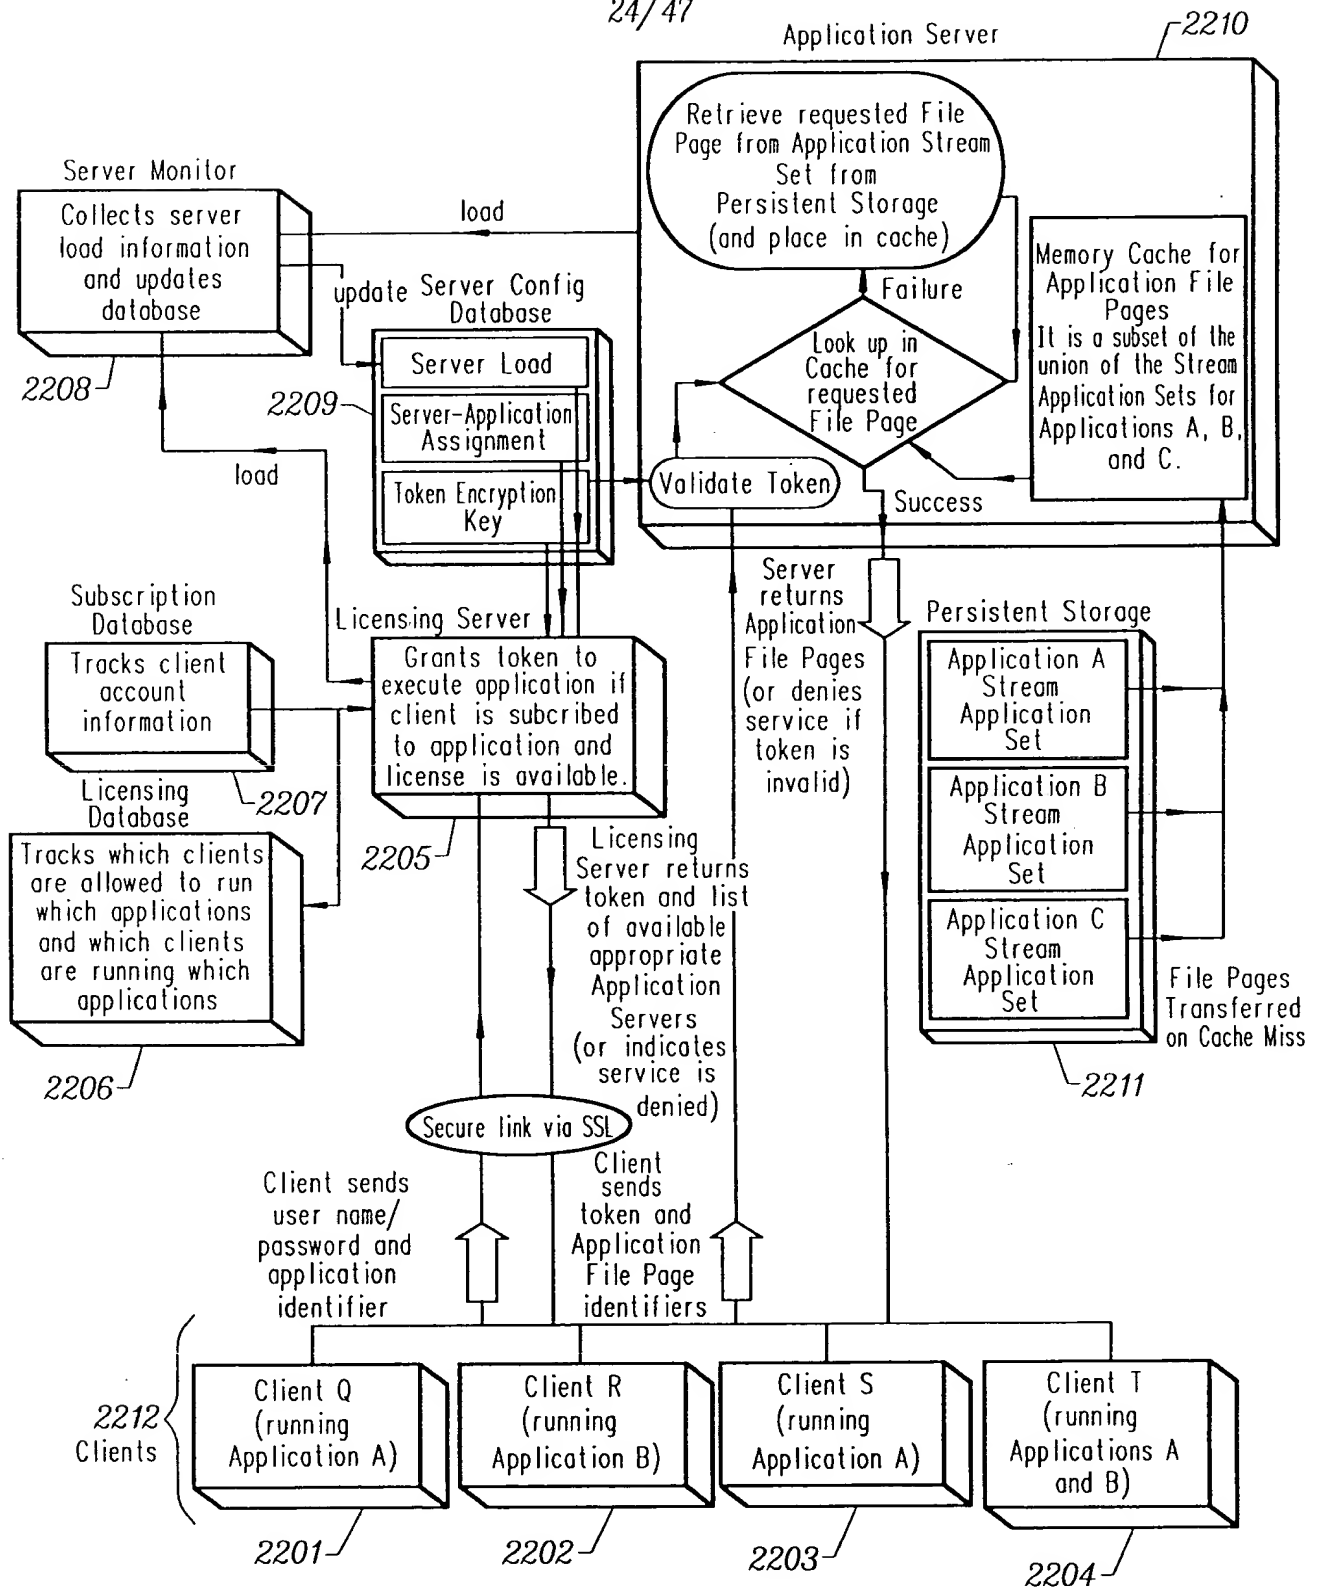 24/47
Application Server
2210
Retrieve requested File
Page from Application Stream
Set from
Persistent Storage
(and place in cache)
Server Monitor
Collects server
load information
and updates
database
2208
load
update
Server Config
Database
Server Load
Server-Application
Assignment
Token Encryption
Key
2209
load
Failure
Look up in
Cache for
requested
File Page
Memory Cache for
Application File
Pages
It is a subset of the
union of the Stream
Application Sets for
Applications A, B,
and C.
Validate Token
Success
Subscription
Database
Tracks client
account
information
2207
Licensing Server
Grants token to
execute application if
client is subcribed
to application and
license is available.
2205
Server
returns
Application
File Pages
(or denies
service if
token is
invalid)
Persistent Storage
Application A
Stream
Application
Set
Application B
Stream
Application
Set
Application C
Stream
Application
Set
2211
File Pages
Transferred
on Cache Miss
Licensing
Database
Tracks which clients
are allowed to run
which applications
and which clients
are running which
applications
2206
Licensing
Server returns
token and list
of available
appropriate
Application
Servers
(or indicates
service is
denied)
Secure link via SSL
Client sends
user name/
password and
application
identifier
Client
sends
token and
Application
File Page
identifiers
2212
Clients
Client Q
(running
Application A)
2201
Client R
(running
Application B)
2202
Client S
(running
Application A)
2203
Client T
(running
Applications A
and B)
2204